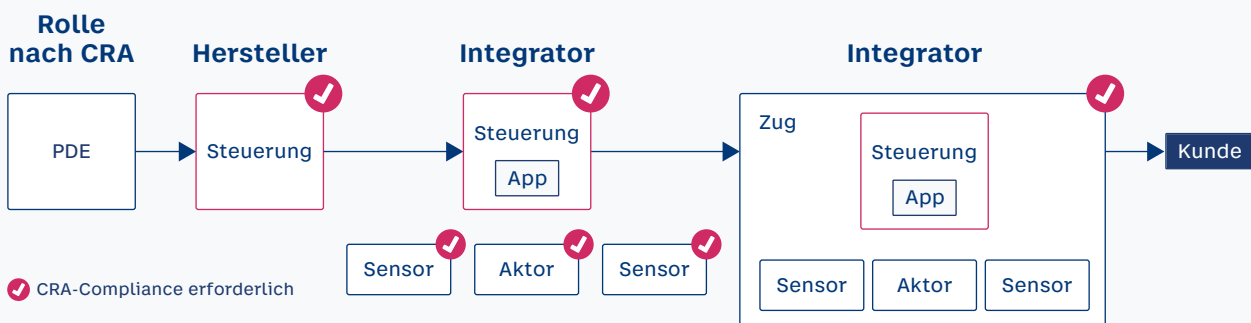 Rolle
nach CRA
Hersteller
Integrator
Integrator
PDE
Steuerung
Steuerung
App
Zug
Steuerung
App
Kunde
Sensor
Aktor
Sensor
Sensor
Aktor
Sensor
CRA-Compliance erforderlich